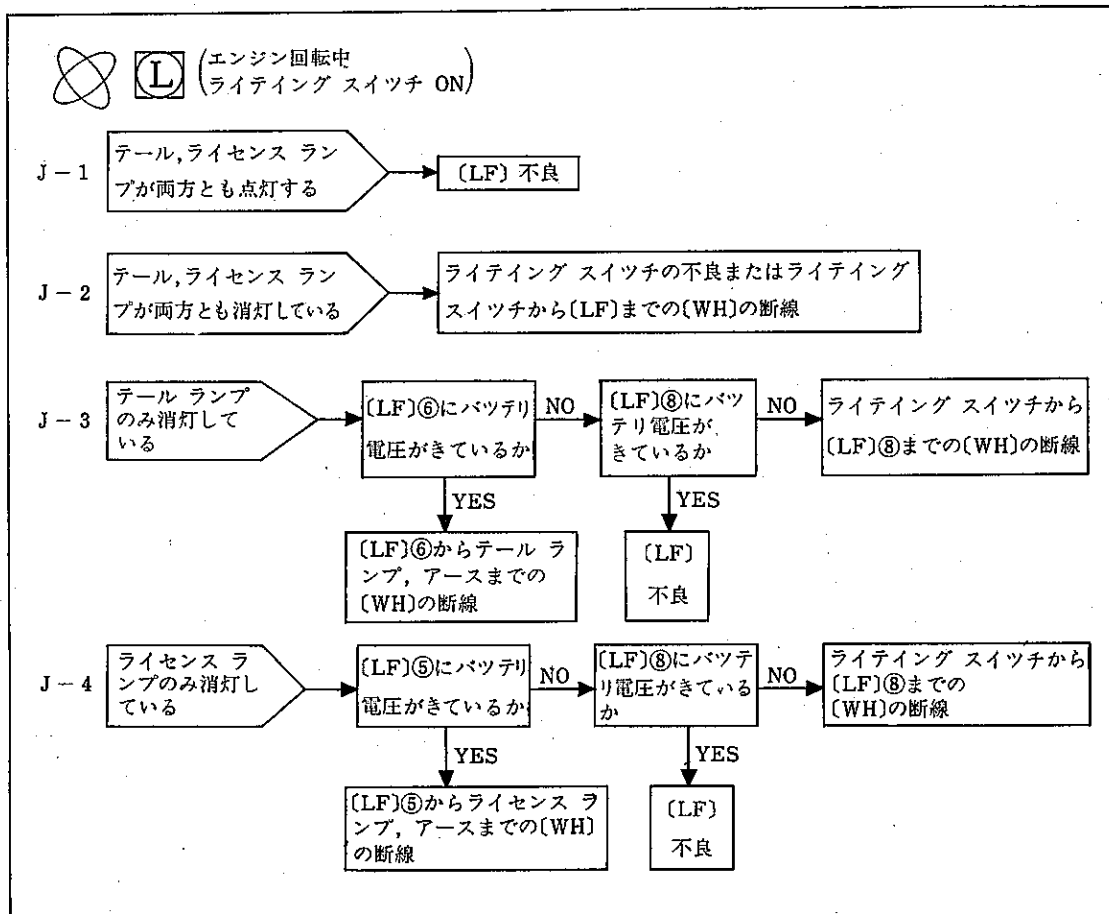 L
エンジン回転中
ライテイング スイツチ ON
J-1
テール,ライセンス ラン
プが両方とも点灯する
〔LF〕不良
J-2
テール,ライセンス ラン
プが両方とも消灯している
ライテイング スイツチの不良またはライテイング
スイツチから〔LF〕までの〔WH〕の断線
J-3
テール ランプ
のみ消灯して
いる
〔LF〕⑥にバツテリ
電圧がきているか
NO
〔LF〕⑧にバツ
テリ電圧が
きているか
NO
ライテイング スイツチから
〔LF〕⑧までの〔WH〕の断線
YES
YES
〔LF〕⑥からテール ラ
ンプ, アースまでの
〔WH〕の断線
〔LF〕
不良
J-4
ライセンス ラ
ンプのみ消灯し
ている
〔LF〕⑤にバツテリ
電圧がきているか
NO
〔LF〕⑧にバツテ
リ電圧がきている
か
NO
ライテイング スイツチから
〔LF〕⑧までの
〔WH〕の断線
YES
YES
〔LF〕⑤からライセンス ラ
ンプ, アースまでの〔WH〕
の断線
〔LF〕
不良